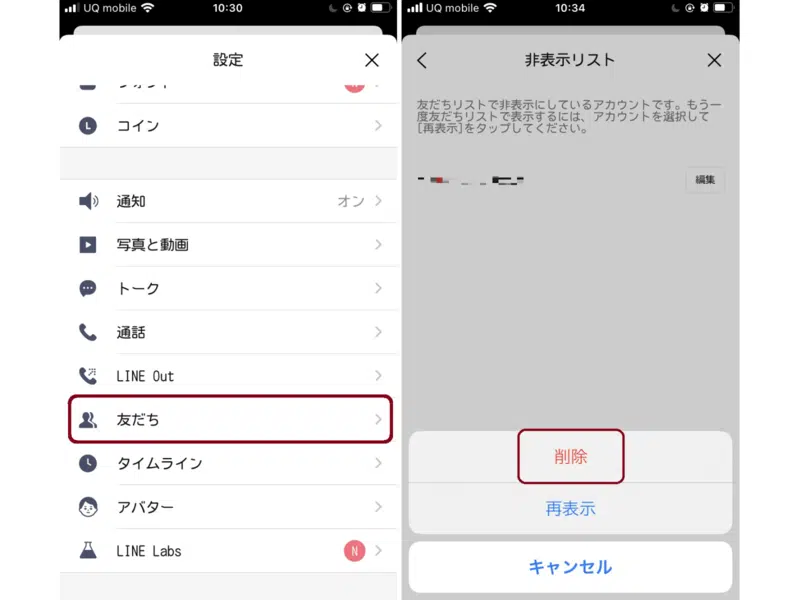 UQ mobile 10:30
設定
コイン
通知 オン
写真と動画
トーク
通話
LINE Out
友だち
タイムライン
アバター
LINE Labs N
UQ mobile 10:34
非表示リスト
友だちリストで非表示にしているアカウントです。もう一
度友だちリストで表示するには、アカウントを選択して
[再表示]をタップしてください。
編集
削除
再表示
キャンセル